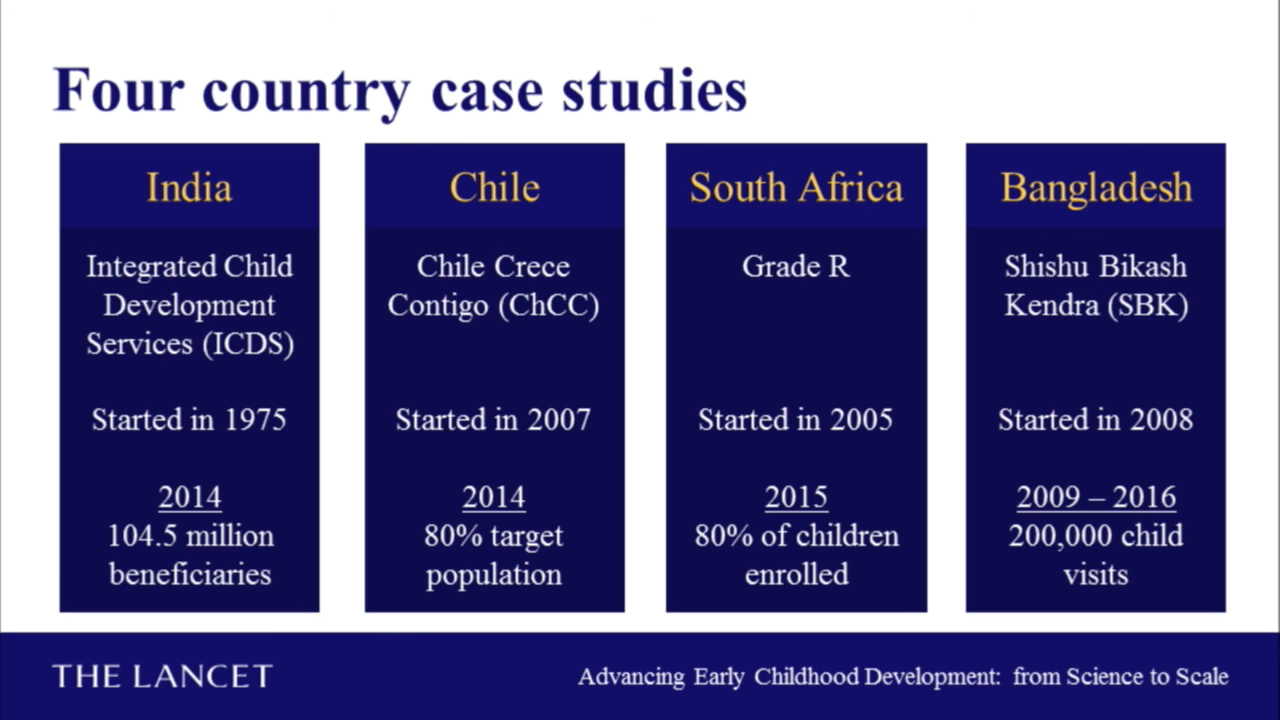 Four country case studies
India
Integrated Child
Development
Services (ICDS)
Started in 1975
2014
104.5 million
beneficiaries
Chile
Chile Crece
Contigo (ChCC)
Started in 2007
2014
80% target
population
South Africa
Grade R
Started in 2005
2015
80% of children
enrolled
Bangladesh
Shishu Bikash
Kendra (SBK)
Started in 2008
2009 – 2016
200,000 child
visits
THE LANCET
Advancing Early Childhood Development: from Science to Scale